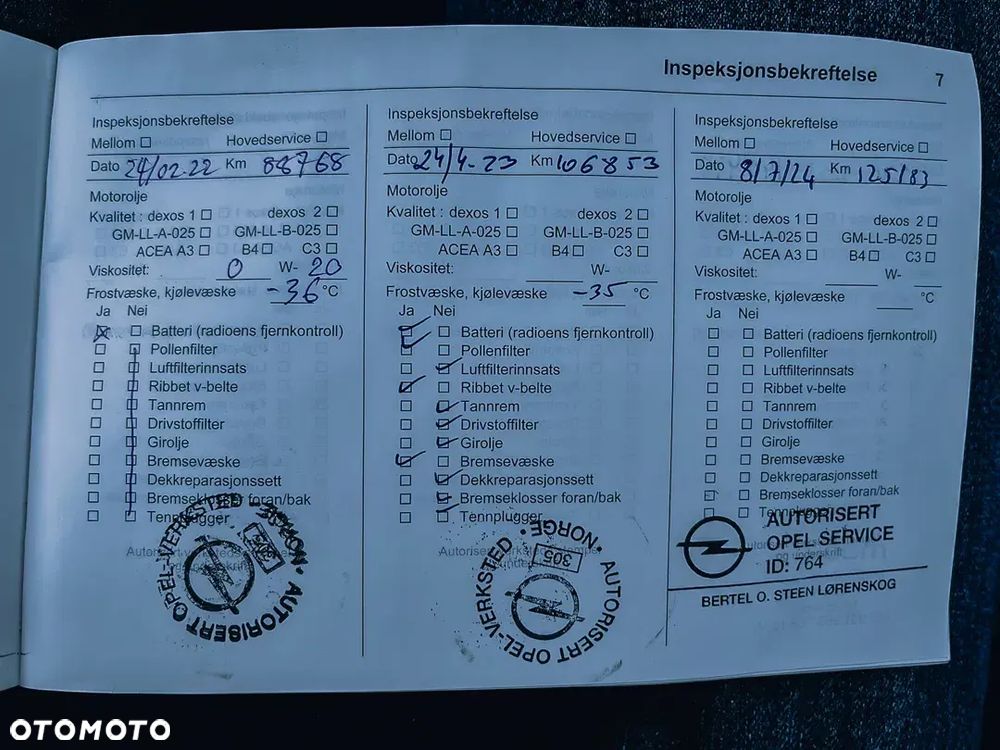 Inspeksjonsbekreftelse 7
Inspeksjonsbekreftelse
Mellom Hovedservice
Dato 24/02-22 Km 88768
Motorolje
Kvalitet : dexos 1 dexos 2
GM-LL-A-025 GM-LL-B-025
ACEA A3 B4 C3
Viskositet: 0 W- 20
Frostvæske, kjølevæske -36 °C
Ja Nei
Batteri (radioens fjernkontroll)
Pollenfilter
Luftfilterinnsats
Ribbet v-belte
Tannrem
Drivstoffilter
Girolje
Bremsevæske
Dekkreparasjonssett
Bremseklosser foran/bak
Tennplugger
AUTORISERT OPEL-VERKSTED • NORGE •
305
Inspeksjonsbekreftelse
Mellom Hovedservice
Dato 24/4-23 Km 106853
Motorolje
Kvalitet : dexos 1 dexos 2
GM-LL-A-025 GM-LL-B-025
ACEA A3 B4 C3
Viskositet: W-
Frostvæske, kjølevæske -35 °C
Ja Nei
Batteri (radioens fjernkontroll)
Pollenfilter
Luftfilterinnsats
Ribbet v-belte
Tannrem
Drivstoffilter
Girolje
Bremsevæske
Dekkreparasjonssett
Bremseklosser foran/bak
Tennplugger
AUTORISERT OPEL-VERKSTED • NORGE •
305
Inspeksjonsbekreftelse
Mellom Hovedservice
Dato 8/7/24 Km 125183
Motorolje
Kvalitet : dexos 1 dexos 2
GM-LL-A-025 GM-LL-B-025
ACEA A3 B4 C3
Viskositet: W-
Frostvæske, kjølevæske °C
Ja Nei
Batteri (radioens fjernkontroll)
Pollenfilter
Luftfilterinnsats
Ribbet v-belte
Tannrem
Drivstoffilter
Girolje
Bremsevæske
Dekkreparasjonssett
Bremseklosser foran/bak
Tennplugger
AUTORISERT
OPEL SERVICE
og underskrift
ID: 764
BERTEL O. STEEN LØRENSKOG
OTOMOTO